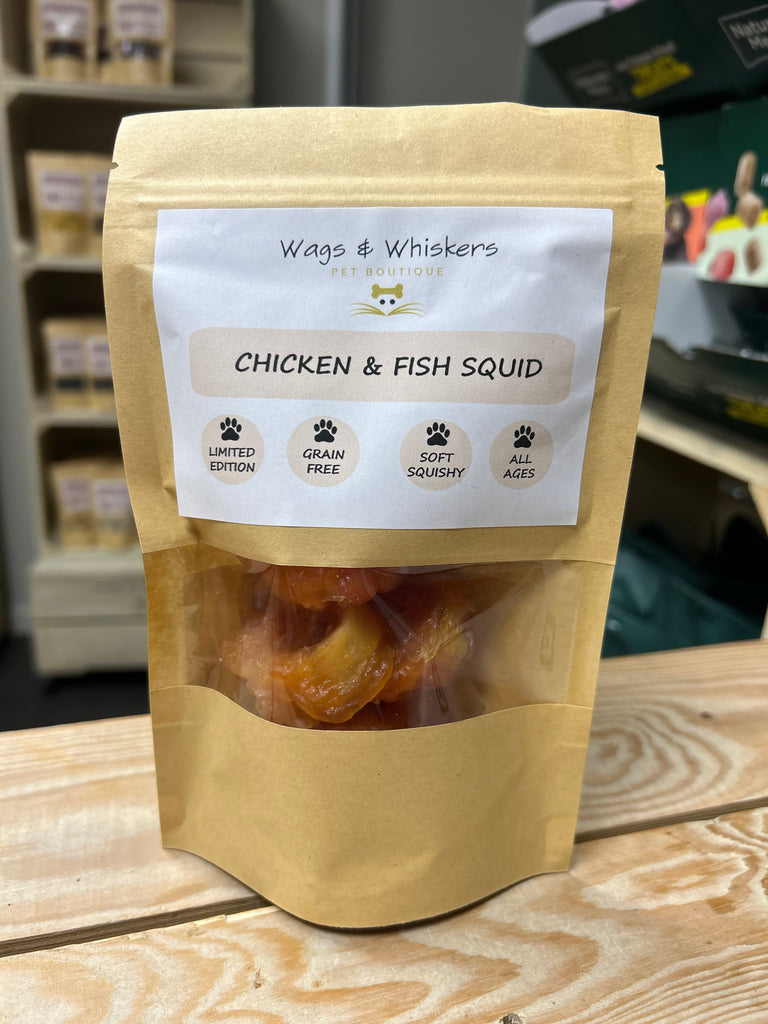 Wags & Whiskers
PET BOUTIQUE
CHICKEN & FISH SQUID
LIMITED
EDITION
GRAIN
FREE
SOFT
SQUISHY
ALL
AGES